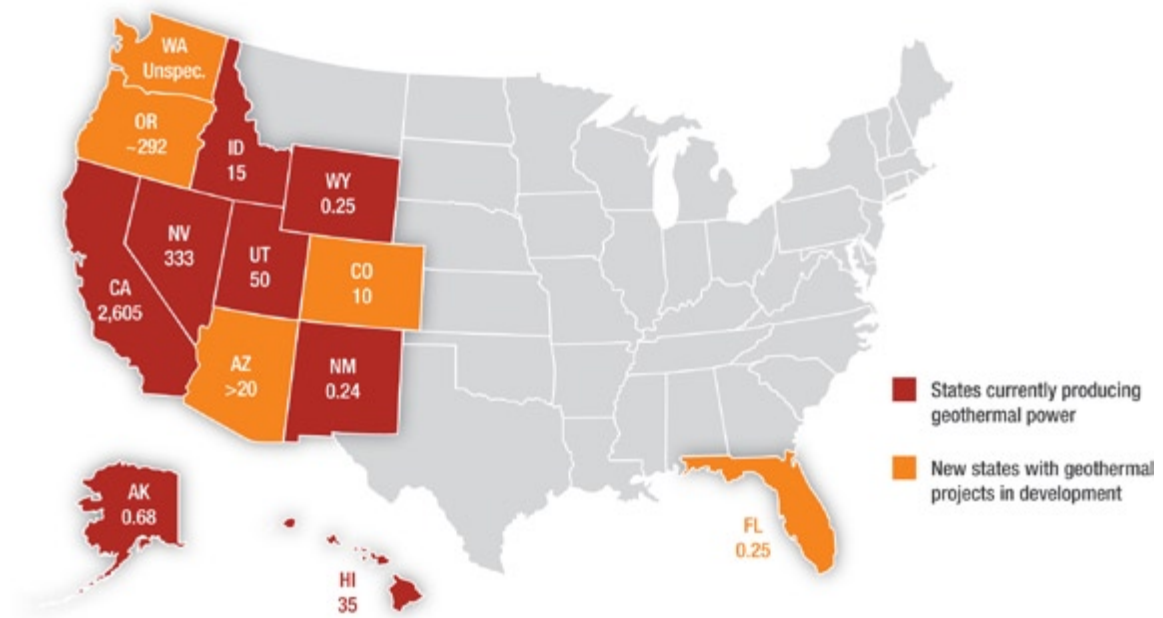 WA
Unspec.
OR
~292
ID
15
WY
0.25
NV
333
UT
50
CO
10
CA
2,605
AZ
>20
NM
0.24
States currently producing
geothermal power
New states with geothermal
projects in development
AK
0.68
HI
35
FL
0.25